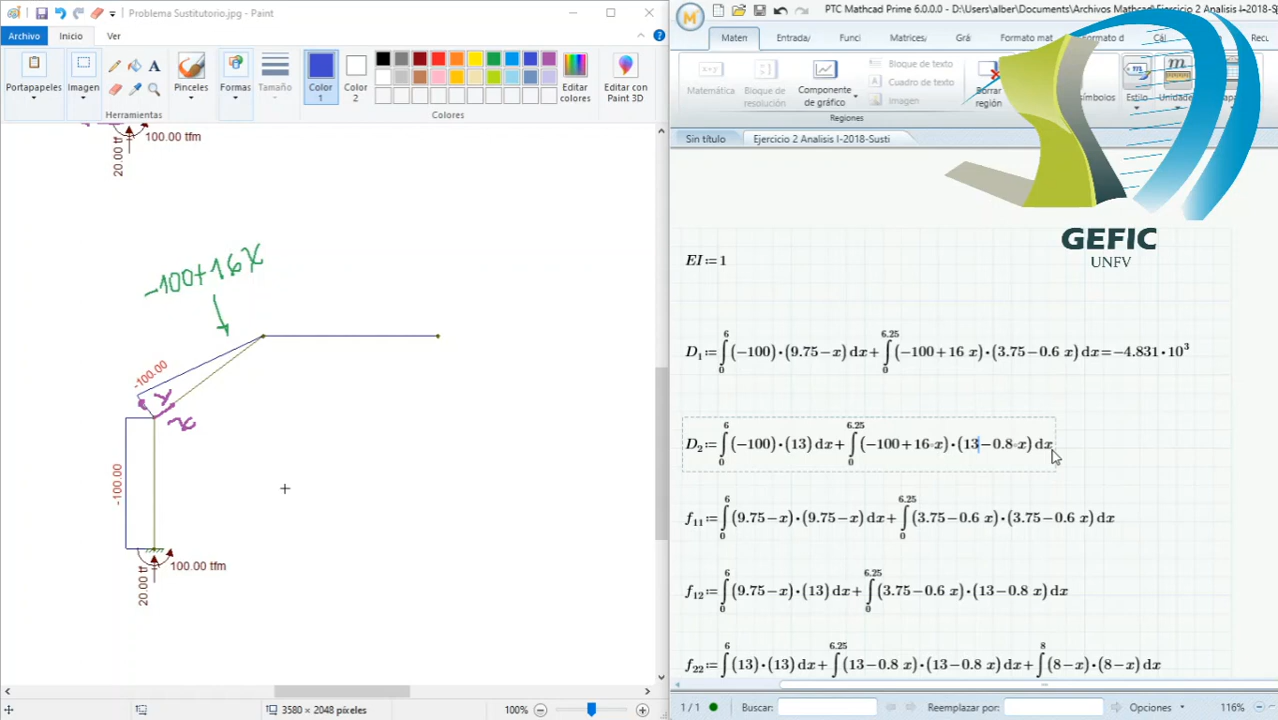 Problema Sustitutorio.jpg - Paint
Archivo Inicio Ver
Portapapeles Imagen Herramientas Pinceles Formas Tamaño Color 1 Color 2 Editar colores Editar con Paint 3D
Herramientas Colores
20.00 tf 100.00 tfm
-100+16X
-100.00
x
-100.00
20.00 tf 100.00 tfm
3580 × 2048 píxeles 100%
PTC Mathcad Prime 6.0.0.0 - D:\Users\alber\Documents\Archivos Mathcad\Ejercicio 2 Analisis I-2018-S
Maten Entrada/ Funci Matrices/ Grá Formato mat
Matemática Bloque de resolución Componente de gráfico Bloque de texto Cuadro de texto Imagen Borrar región símbolos Estilo Unidade
Regiones
Sin título Ejercicio 2 Analisis I-2018-Susti
GEFIC
UNFV
EI:=1
D₁:=∫₀⁶(−100)·(9.75−x) dx+∫₀^6.25(−100+16 x)·(3.75−0.6 x) dx=−4.831·10³
D₂:=∫₀⁶(−100)·(13) dx+∫₀^6.25(−100+16·x)·(13−0.8·x) dx
f₁₁:=∫₀⁶(9.75−x)·(9.75−x) dx+∫₀^6.25(3.75−0.6 x)·(3.75−0.6 x) dx
f₁₂:=∫₀⁶(9.75−x)·(13) dx+∫₀^6.25(3.75−0.6 x)·(13−0.8 x) dx
f₂₂:=∫₀⁶(13)·(13) dx+∫₀^6.25(13−0.8 x)·(13−0.8 x) dx+∫₀⁸(8−x)·(8−x) dx
1 / 1 Buscar: Reemplazar por: Opciones 116%